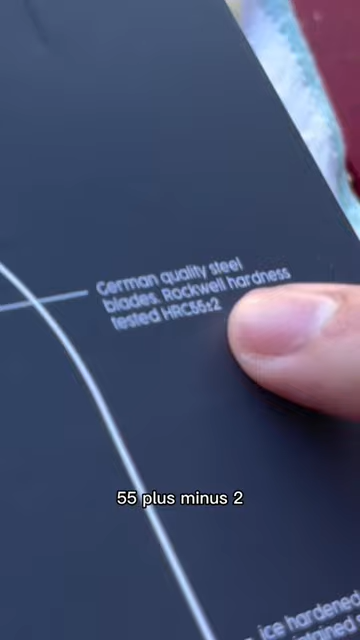 German quality steel
blades. Rockwell hardness
tested HRC55±2
55 plus minus 2
ice hardened